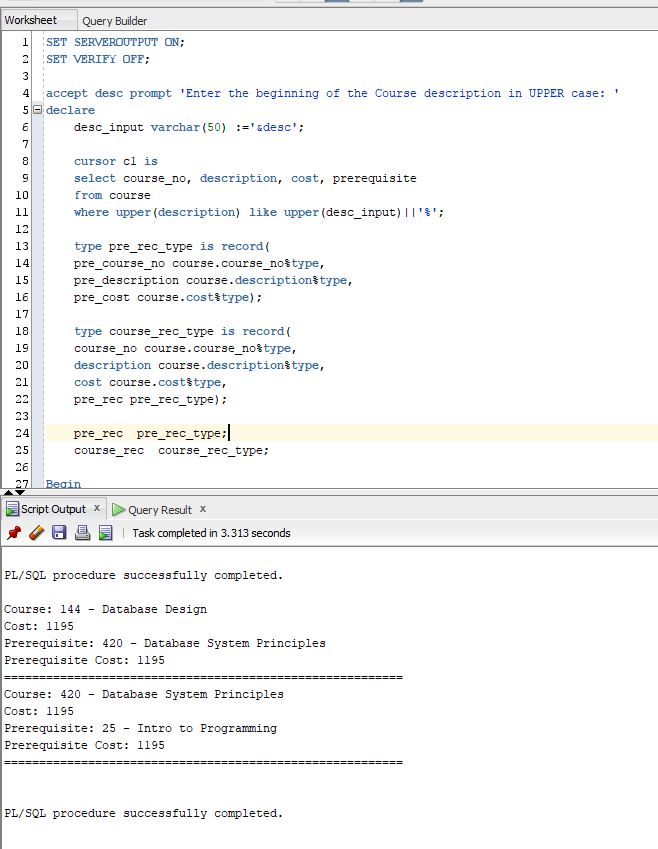 Worksheet Query Builder
1 SET SERVEROUTPUT ON;
2 SET VERIFY OFF;
3
4 accept desc prompt 'Enter the beginning of the Course description in UPPER case: '
5 declare
6 desc_input varchar(50) :='&desc';
7
8 cursor c1 is
9 select course_no, description, cost, prerequisite
10 from course
11 where upper(description) like upper(desc_input)||'%';
12
13 type pre_rec_type is record(
14 pre_course_no course.course_no%type,
15 pre_description course.description%type,
16 pre_cost course.cost%type);
17
18 type course_rec_type is record(
19 course_no course.course_no%type,
20 description course.description%type,
21 cost course.cost%type,
22 pre_rec pre_rec_type);
23
24 pre_rec  pre_rec_type;
25 course_rec  course_rec_type;
26
27 Begin
Script Output x Query Result x
Task completed in 3.313 seconds
PL/SQL procedure successfully completed.
Course: 144 - Database Design
Cost: 1195
Prerequisite: 420 - Database System Principles
Prerequisite Cost: 1195
=========================================================
Course: 420 - Database System Principles
Cost: 1195
Prerequisite: 25 - Intro to Programming
Prerequisite Cost: 1195
=========================================================
PL/SQL procedure successfully completed.